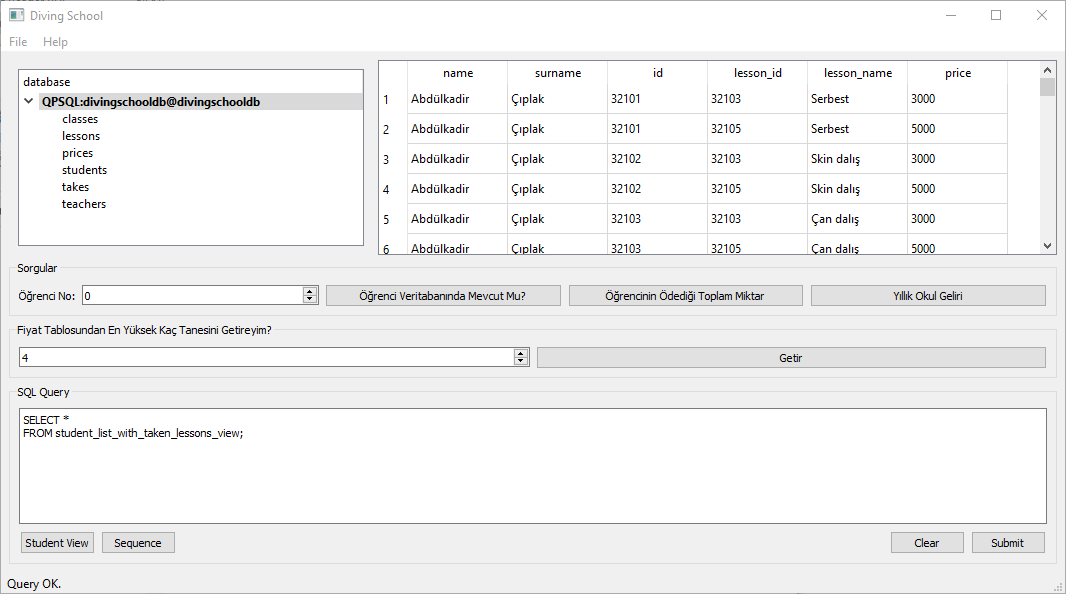 Diving School
File Help
database
QPSQL:divingschooldb@divingschooldb
classes
lessons
prices
students
takes
teachers
name surname id lesson_id lesson_name price
1 Abdülkadir Çıplak 32101 32103 Serbest 3000
2 Abdülkadir Çıplak 32101 32105 Serbest 5000
3 Abdülkadir Çıplak 32102 32103 Skin dalış 3000
4 Abdülkadir Çıplak 32102 32105 Skin dalış 5000
5 Abdülkadir Çıplak 32103 32103 Çan dalış 3000
6 Abdülkadir Çıplak 32103 32105 Çan dalış 5000
Sorgular
Öğrenci No: 0 Öğrenci Veritabanında Mevcut Mu? Öğrencinin Ödediği Toplam Miktar Yıllık Okul Geliri
Fiyat Tablosundan En Yüksek Kaç Tanesini Getireyim?
4 Getir
SQL Query
SELECT *
FROM student_list_with_taken_lessons_view;
Student View Sequence Clear Submit
Query OK.